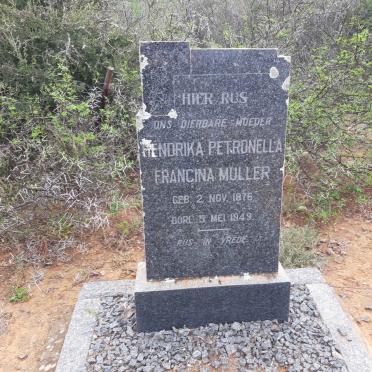 HIER RUS
ONS DIERBARE MOEDER
HENDRIKA PETRONELLA
FRANCINA MULLER
GEB. 2 NOV. 1876
OORL. 5 MEI 1949
RUS IN VREDE